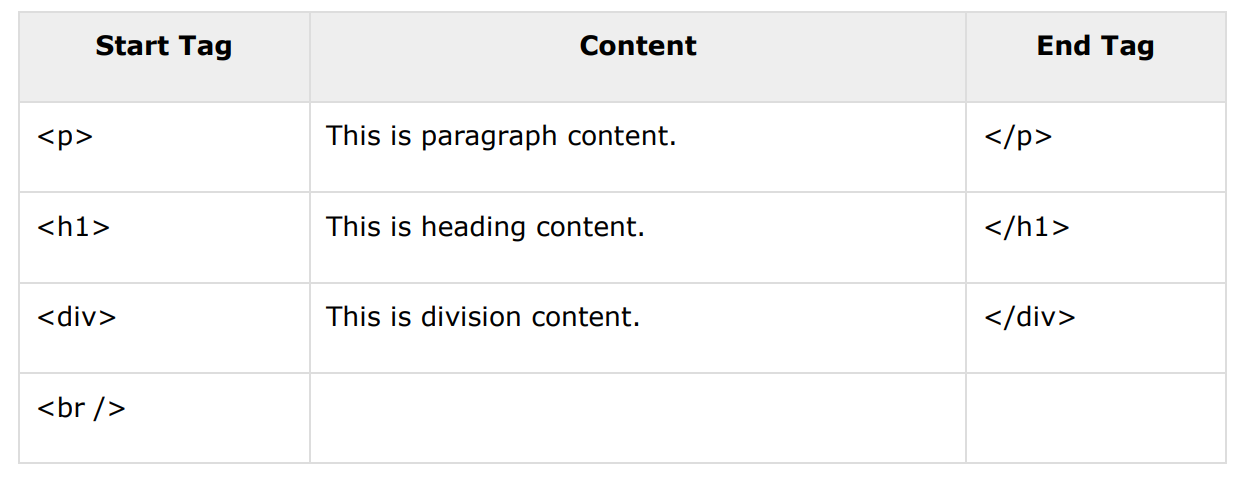 Start Tag Content End Tag
<p> This is paragraph content. </p>
<h1> This is heading content. </h1>
<div> This is division content. </div>
<br />